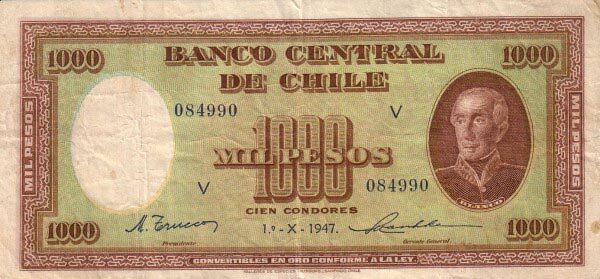 1000 BANCO CENTRAL 1000
DE CHILE
084990 V
1000
MIL PESOS
MIL PESOS
MIL PESOS
V 084990
CIEN CONDORES
BLANCO
1000 1.º - X - 1947. 1000
Presidente Gerente General
CONVERTIBLES EN ORO CONFORME A LA LEY.